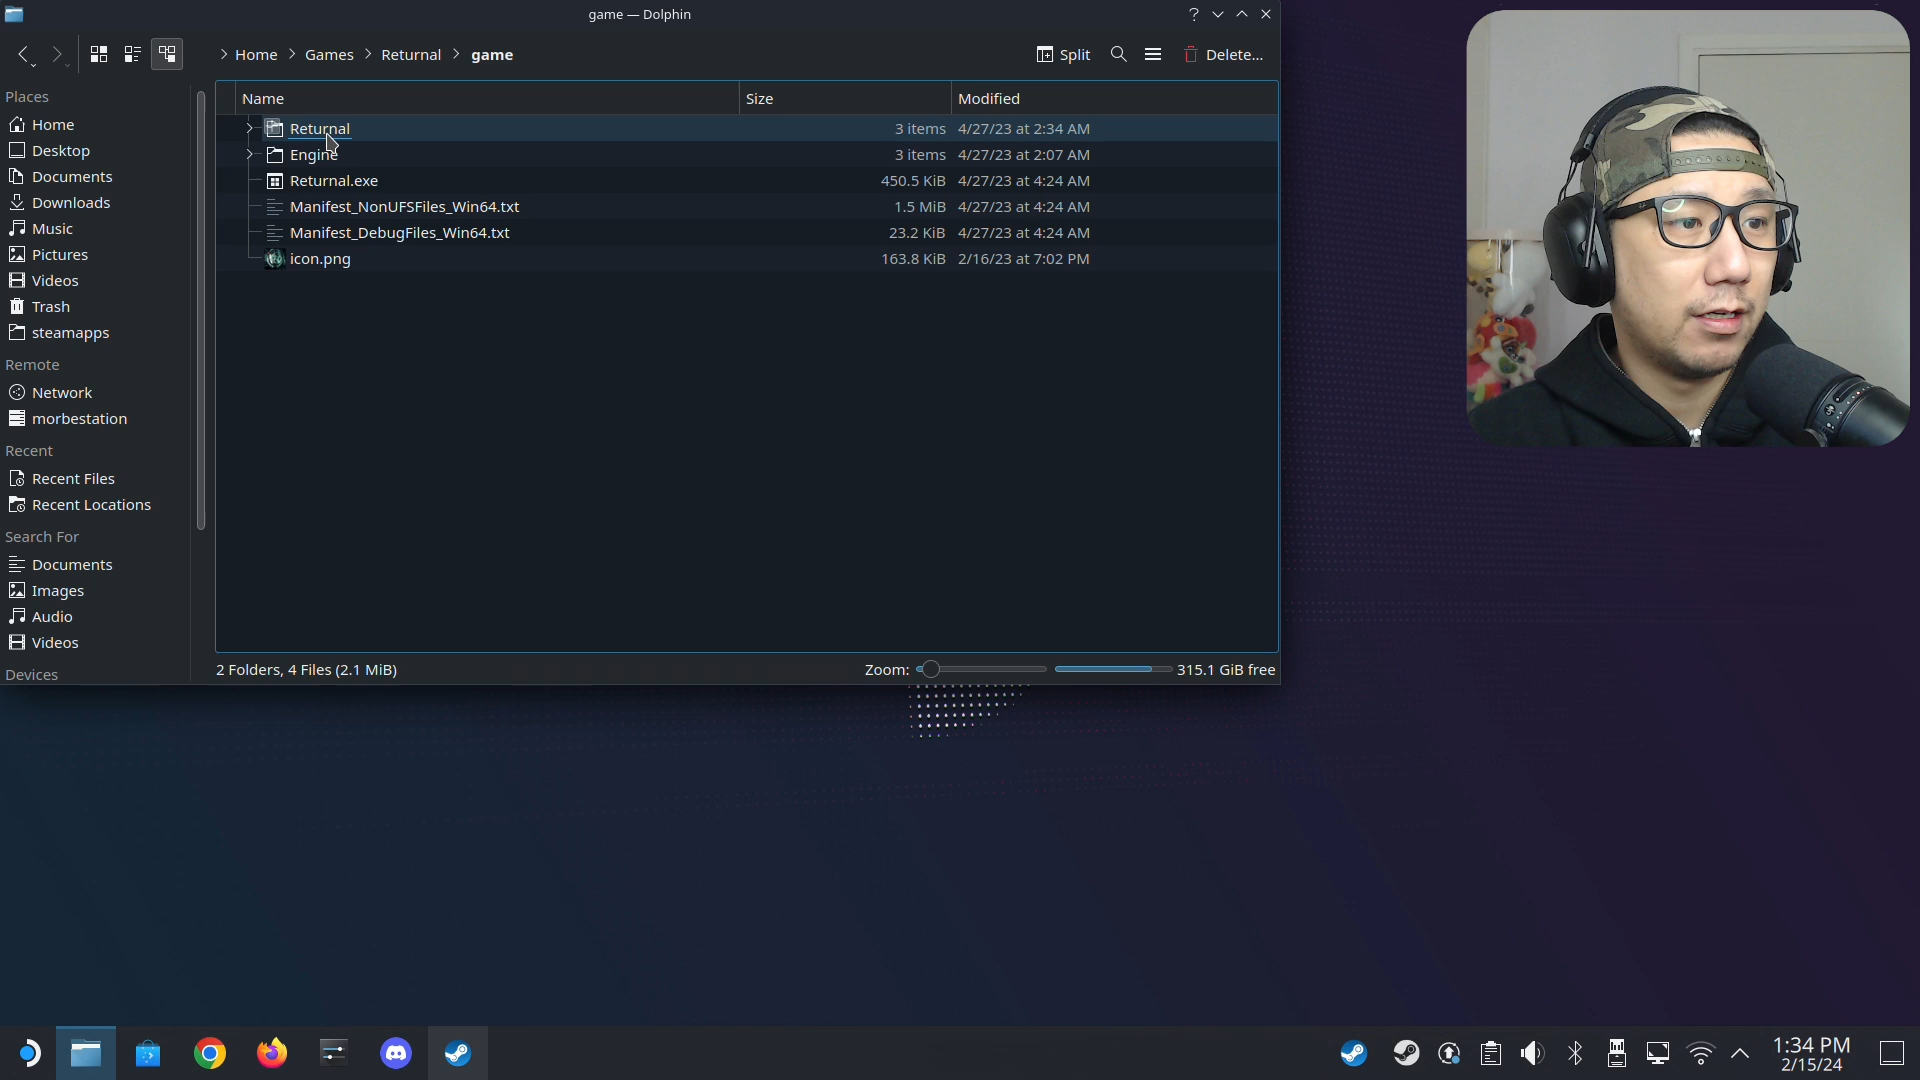 game — Dolphin
Home > Games > Returnal > game
Split
Delete...
Places
Home
Desktop
Documents
Downloads
Music
Pictures
Videos
Trash
steamapps
Remote
Network
morbestation
Recent
Recent Files
Recent Locations
Search For
Documents
Images
Audio
Videos
Devices
Name Size Modified
Returnal 3 items 4/27/23 at 2:34 AM
Engine 3 items 4/27/23 at 2:07 AM
Returnal.exe 450.5 KiB 4/27/23 at 4:24 AM
Manifest_NonUFSFiles_Win64.txt 1.5 MiB 4/27/23 at 4:24 AM
Manifest_DebugFiles_Win64.txt 23.2 KiB 4/27/23 at 4:24 AM
icon.png 163.8 KiB 2/16/23 at 7:02 PM
2 Folders, 4 Files (2.1 MiB)
Zoom:
315.1 GiB free
1:34 PM
2/15/24